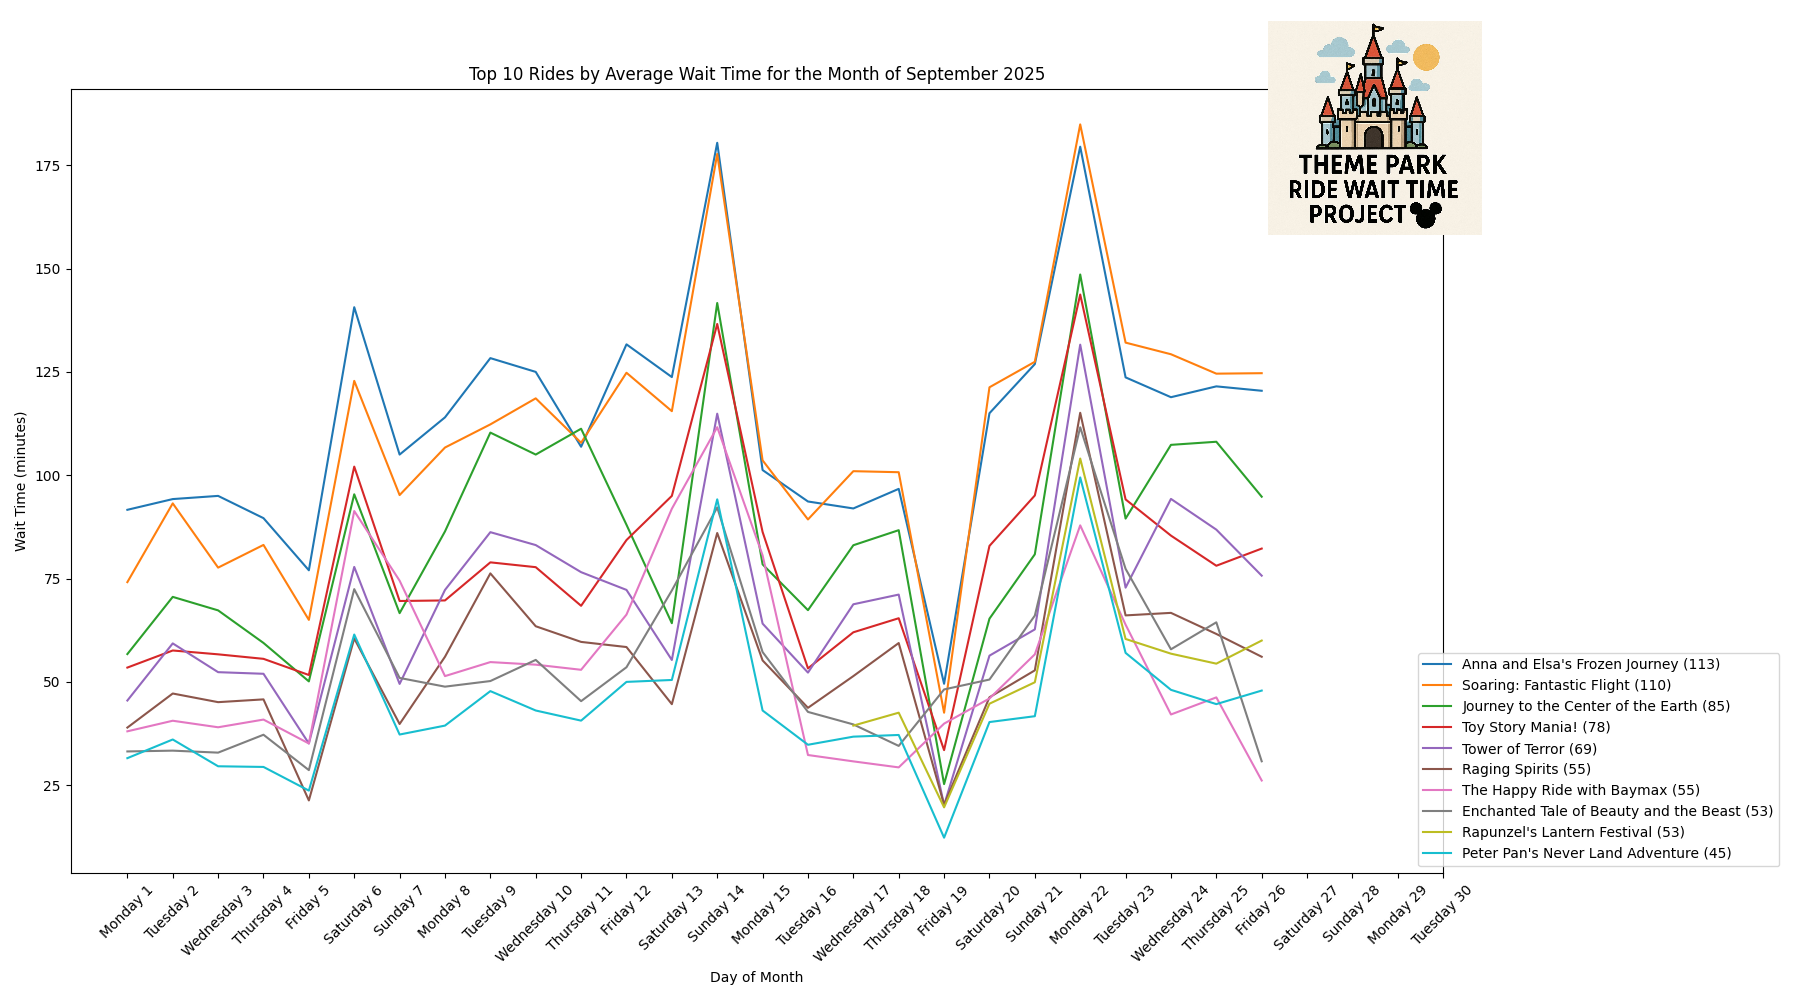 THEME PARK
RIDE WAIT TIME
PROJECT
Top 10 Rides by Average Wait Time for the Month of September 2025
Wait Time (minutes)
175
150
125
100
75
50
25
Anna and Elsa's Frozen Journey (113)
Soaring: Fantastic Flight (110)
Journey to the Center of the Earth (85)
Toy Story Mania! (78)
Tower of Terror (69)
Raging Spirits (55)
The Happy Ride with Baymax (55)
Enchanted Tale of Beauty and the Beast (53)
Rapunzel's Lantern Festival (53)
Peter Pan's Never Land Adventure (45)
Monday 1
Tuesday 2
Wednesday 3
Thursday 4
Friday 5
Saturday 6
Sunday 7
Monday 8
Tuesday 9
Wednesday 10
Thursday 11
Friday 12
Saturday 13
Sunday 14
Monday 15
Tuesday 16
Wednesday 17
Thursday 18
Friday 19
Saturday 20
Sunday 21
Monday 22
Tuesday 23
Wednesday 24
Thursday 25
Friday 26
Saturday 27
Sunday 28
Monday 29
Tuesday 30
Day of Month